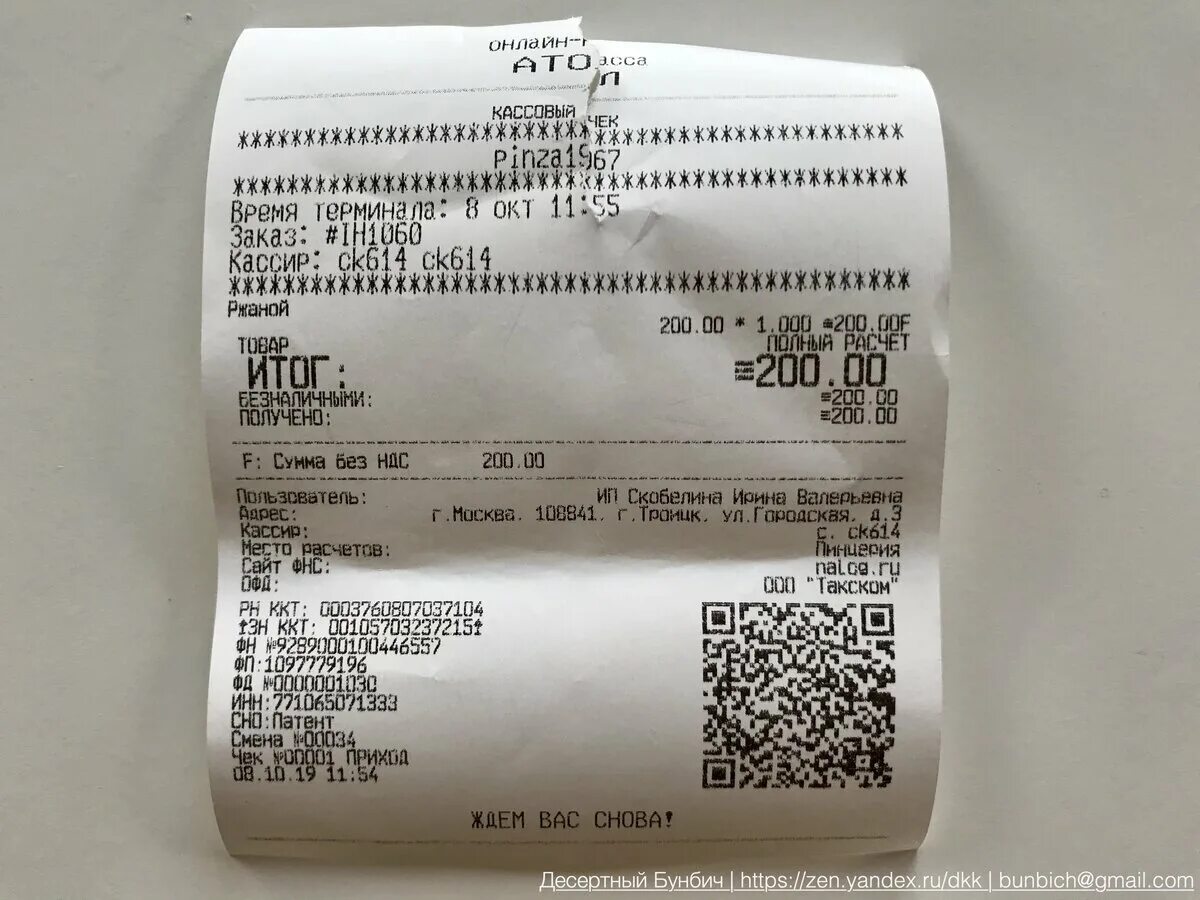 онлайн-касса
АТОЛ
КАССОВЫЙ ЧЕК
pinza1967
Время терминала: 8 окт 11:55
Заказ: #IH1060
Кассир: ck614 ck614
Ржаной
200.00 * 1.000 =200.00F
ТОВАР ПОЛНЫЙ РАСЧЕТ
ИТОГ: =200.00
БЕЗНАЛИЧНЫМИ: =200.00
ПОЛУЧЕНО: =200.00
F: Сумма без НДС 200.00
Пользователь: ИП Скобелина Ирина Валерьевна
Адрес: г.Москва, 108841, г.Троицк, ул.Городская, д.3
Кассир: с. ck614
Место расчетов: Пинцерия
Сайт ФНС: nalog.ru
ОФД: ООО "Такском"
РН ККТ: 0003760807037104
ЗН ККТ: 00105703237215
ФН №9289000100446557
ФП:1097779196
ФД №0000001030
ИНН:771065071333
СНО:Патент
Смена №00034
Чек №00001 ПРИХОД
08.10.19 11:54
ЖДЕМ ВАС СНОВА!
Десертный Бунбич | https://zen.yandex.ru/dkk | bunbich@gmail.com